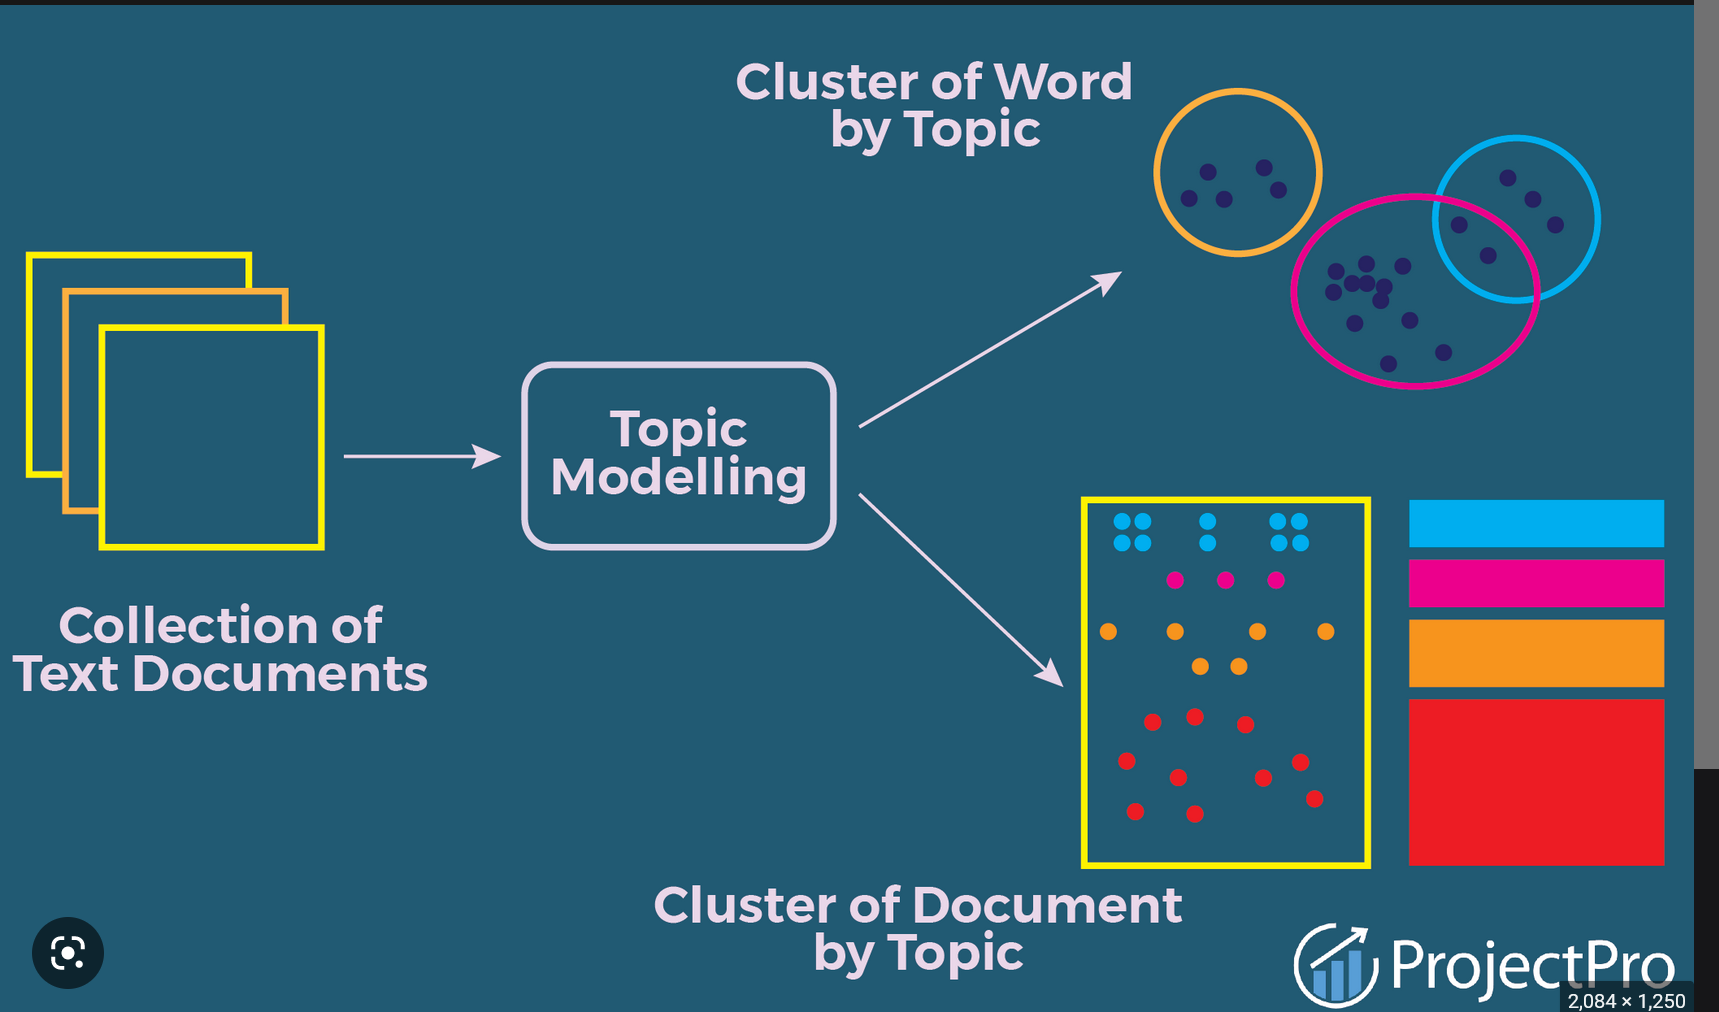 Cluster of Word
by Topic
Topic
Modelling
Collection of
Text Documents
Cluster of Document
by Topic
ProjectPro
2,084 × 1,250